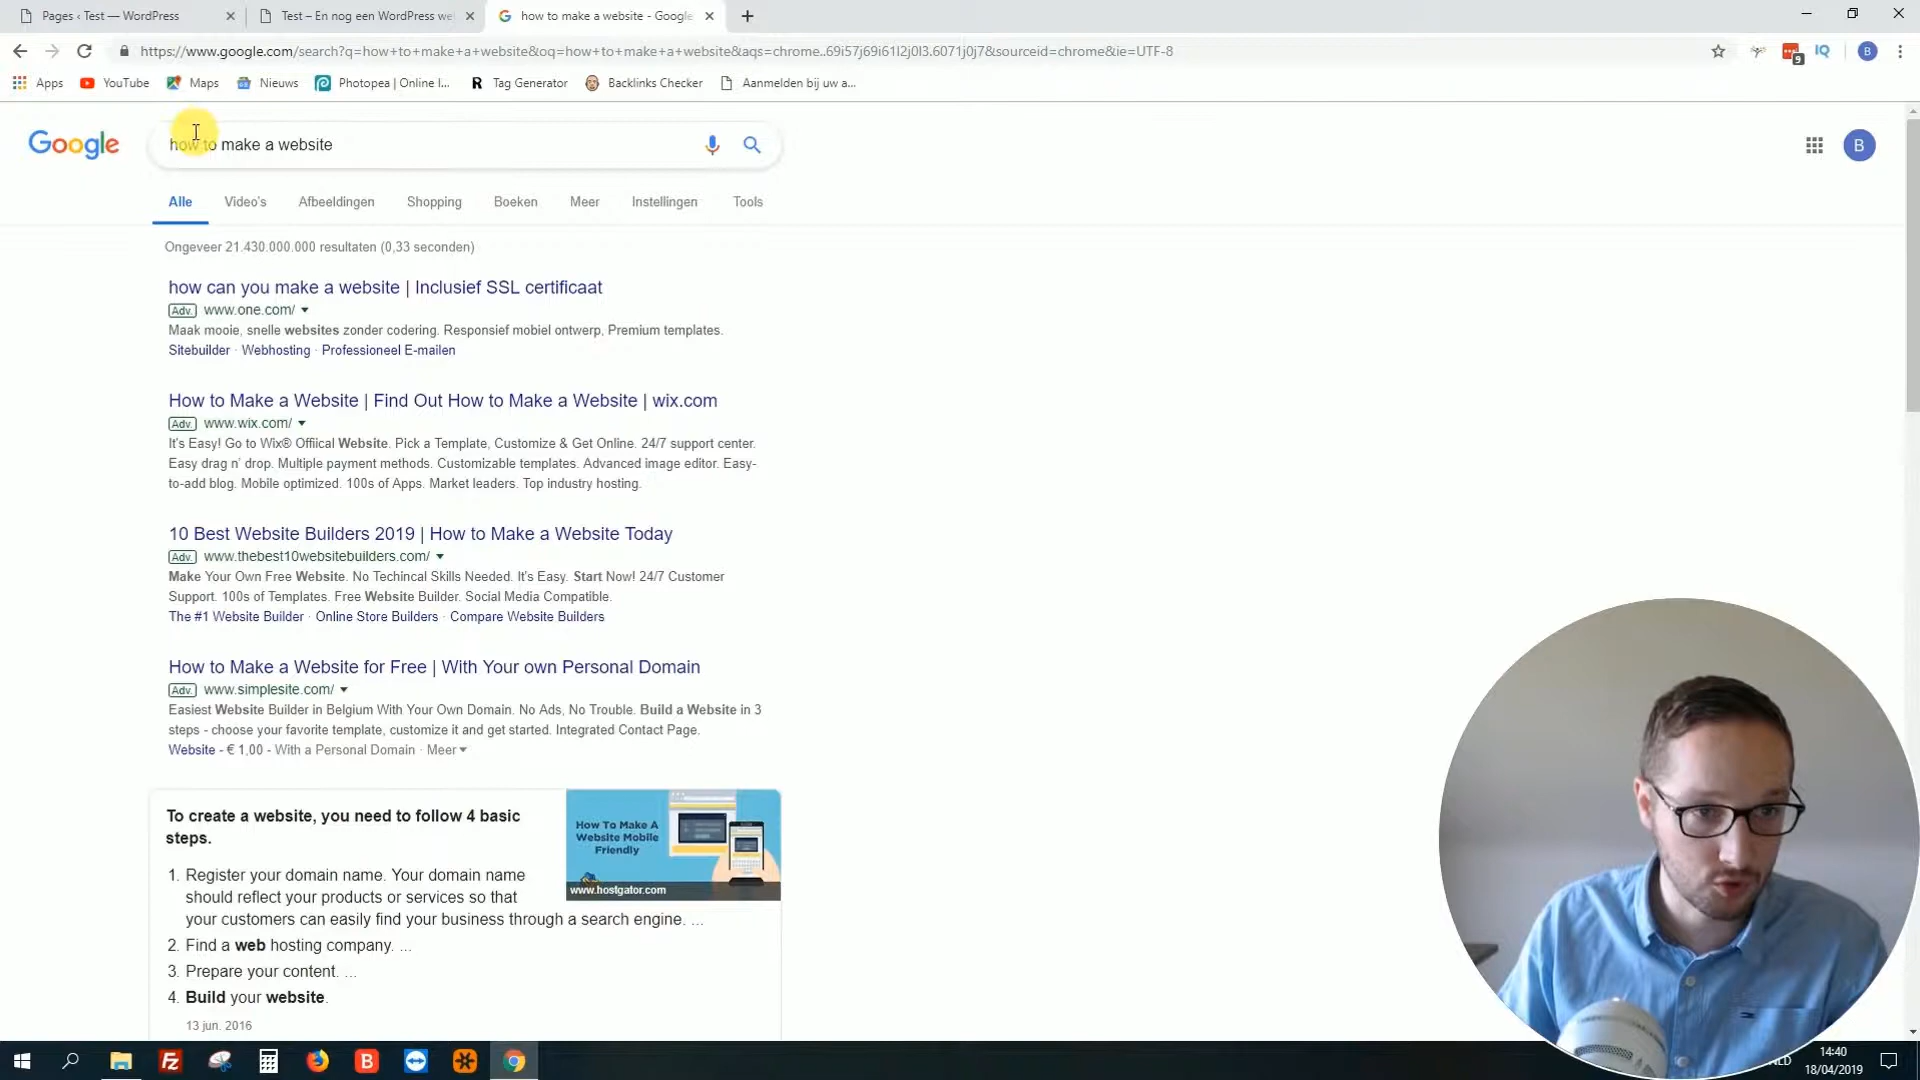 Pages ‹ Test — WordPress
Test – En nog een WordPress we
how to make a website - Google
https://www.google.com/search?q=how+to+make+a+website&oq=how+to+make+a+website&aqs=chrome..69i57j69i61l2j0l3.6071j0j7&sourceid=chrome&ie=UTF-8
9
IQ
B
Apps
YouTube
Maps
Nieuws
Photopea | Online I...
R
Tag Generator
Backlinks Checker
Aanmelden bij uw a...
Google
how to make a website
B
Alle
Video's
Afbeeldingen
Shopping
Boeken
Meer
Instellingen
Tools
Ongeveer 21.430.000.000 resultaten (0,33 seconden)
how can you make a website | Inclusief SSL certificaat
Adv. www.one.com/
Maak mooie, snelle websites zonder codering. Responsief mobiel ontwerp, Premium templates.
Sitebuilder · Webhosting · Professioneel E-mailen
How to Make a Website | Find Out How to Make a Website | wix.com
Adv. www.wix.com/
It's Easy! Go to Wix® Offiical Website. Pick a Template, Customize & Get Online. 24/7 support center.
Easy drag n' drop. Multiple payment methods. Customizable templates. Advanced image editor. Easy-
to-add blog. Mobile optimized. 100s of Apps. Market leaders. Top industry hosting.
10 Best Website Builders 2019 | How to Make a Website Today
Adv. www.thebest10websitebuilders.com/
Make Your Own Free Website. No Techincal Skills Needed. It's Easy. Start Now! 24/7 Customer
Support. 100s of Templates. Free Website Builder. Social Media Compatible.
The #1 Website Builder · Online Store Builders · Compare Website Builders
How to Make a Website for Free | With Your own Personal Domain
Adv. www.simplesite.com/
Easiest Website Builder in Belgium With Your Own Domain. No Ads, No Trouble. Build a Website in 3
steps - choose your favorite template, customize it and get started. Integrated Contact Page.
Website - € 1,00 - With a Personal Domain · Meer
To create a website, you need to follow 4 basic
steps.
How To Make A
Website Mobile
Friendly
www.hostgator.com
1. Register your domain name. Your domain name
should reflect your products or services so that
your customers can easily find your business through a search engine. ...
2. Find a web hosting company. ...
3. Prepare your content. ...
4. Build your website.
13 jun. 2016
FZ
B
NLD
14:40
18/04/2019